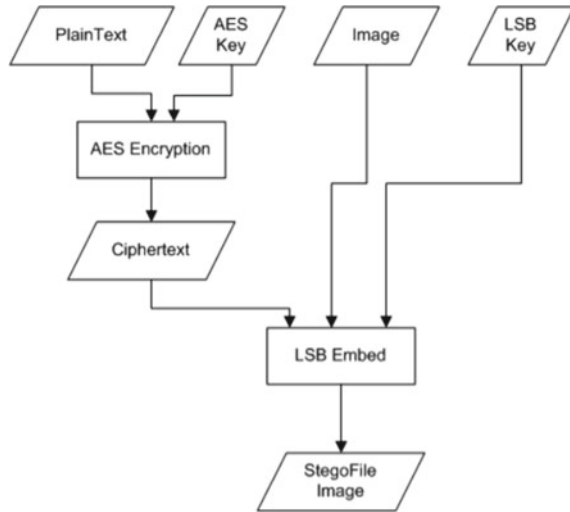 PlainText
AES
Key
Image
LSB
Key
AES Encryption
Ciphertext
LSB Embed
StegoFile
Image